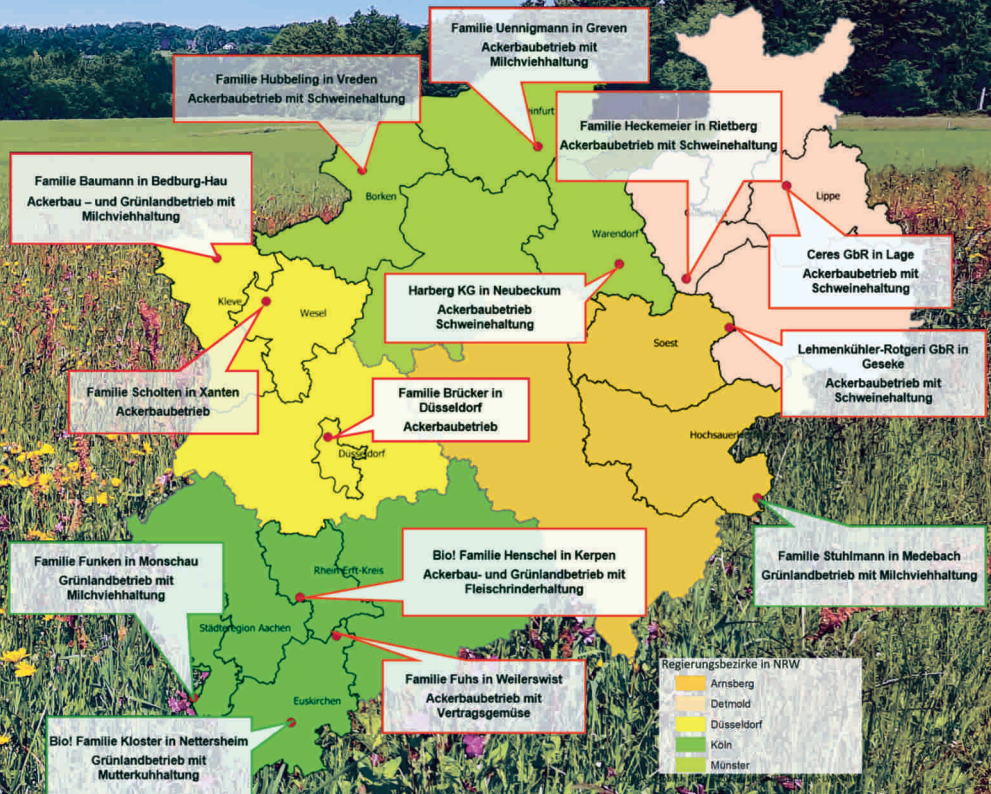 Familie Uennigmann in Greven
Ackerbaubetrieb mit
Milchviehhaltung
Familie Hubbeling in Vreden
Ackerbaubetrieb mit Schweinehaltung
Familie Heckemeier in Rietberg
Ackerbaubetrieb mit Schweinehaltung
Familie Baumann in Bedburg-Hau
Ackerbau – und Grünlandbetrieb mit
Milchviehhaltung
Borken
Lippe
Warendorf
Ceres GbR in Lage
Ackerbaubetrieb mit
Schweinehaltung
Harberg KG in Neubeckum
Ackerbaubetrieb
Schweinehaltung
Kleve
Wesel
Soest
Lehmenkühler-Rotgeri GbR in
Geseke
Ackerbaubetrieb mit
Schweinehaltung
Familie Scholten in Xanten
Ackerbaubetrieb
Familie Brücker in
Düsseldorf
Ackerbaubetrieb
Düsseldorf
Familie Stuhlmann in Medebach
Grünlandbetrieb mit Milchviehhaltung
Familie Funken in Monschau
Grünlandbetrieb mit
Milchviehhaltung
Bio! Familie Henschel in Kerpen
Ackerbau- und Grünlandbetrieb mit
Fleischrinderhaltung
Rhein-Erft-Kreis
Städteregion Aachen
Familie Fuhs in Weilerswist
Ackerbaubetrieb mit
Vertragsgemüse
Euskirchen
Bio! Familie Kloster in Nettersheim
Grünlandbetrieb mit
Mutterkuhhaltung
Regierungsbezirke in NRW
Arnsberg
Detmold
Düsseldorf
Köln
Münster